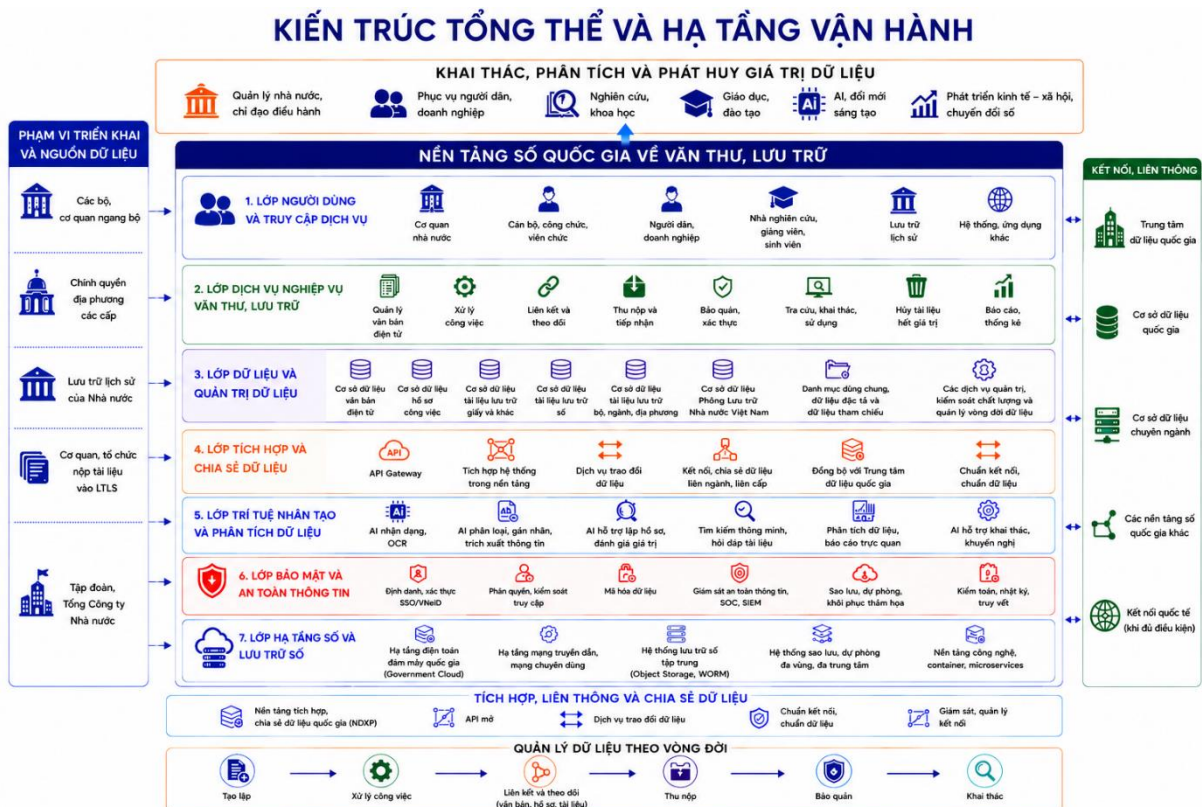 KIẾN TRÚC TỔNG THỂ VÀ HẠ TẦNG VẬN HÀNH
KHAI THÁC, PHÂN TÍCH VÀ PHÁT HUY GIÁ TRỊ DỮ LIỆU
Quản lý nhà nước,
chỉ đạo điều hành
Phục vụ người dân,
doanh nghiệp
Nghiên cứu,
khoa học
Giáo dục,
đào tạo
Ai
AI, đổi mới
sáng tạo
Phát triển kinh tế – xã hội,
chuyển đổi số
PHẠM VI TRIỂN KHAI
VÀ NGUỒN DỮ LIỆU
Các bộ,
cơ quan ngang bộ
Chính quyền
địa phương
các cấp
Lưu trữ lịch sử
của Nhà nước
Cơ quan, tổ chức
nộp tài liệu
vào LTLS
Tập đoàn,
Tổng Công ty
Nhà nước
NỀN TẢNG SỐ QUỐC GIA VỀ VĂN THƯ, LƯU TRỮ
1. LỚP NGƯỜI DÙNG
VÀ TRUY CẬP DỊCH VỤ
Cơ quan
nhà nước
Cán bộ, công chức,
viên chức
Người dân,
doanh nghiệp
Nhà nghiên cứu,
giảng viên,
sinh viên
Lưu trữ
lịch sử
Hệ thống, ứng dụng
khác
2. LỚP DỊCH VỤ NGHIỆP VỤ
VĂN THƯ, LƯU TRỮ
Quản lý
văn bản
điện tử
Xử lý
công việc
Liên kết và
theo dõi
Thu nộp và
tiếp nhận
Bảo quản,
xác thực
Tra cứu, khai thác,
sử dụng
Hủy tài liệu
hết giá trị
Báo cáo,
thống kê
3. LỚP DỮ LIỆU VÀ
QUẢN TRỊ DỮ LIỆU
Cơ sở dữ liệu
văn bản
điện tử
Cơ sở dữ liệu
hồ sơ
công việc
Cơ sở dữ liệu
tài liệu lưu trữ
giấy và khác
Cơ sở dữ liệu
tài liệu lưu trữ
số
Cơ sở dữ liệu
tài liệu lưu trữ
bộ, ngành, địa phương
Cơ sở dữ liệu
Phông Lưu trữ
Nhà nước Việt Nam
Danh mục dùng chung,
dữ liệu đặc tả và
dữ liệu tham chiếu
Các dịch vụ quản trị,
kiểm soát chất lượng và
quản lý vòng đời dữ liệu
4. LỚP TÍCH HỢP VÀ
CHIA SẺ DỮ LIỆU
API
API Gateway
Tích hợp hệ thống
trong nền tảng
Dịch vụ trao đổi
dữ liệu
Kết nối, chia sẻ dữ liệu
liên ngành, liên cấp
Đồng bộ với Trung tâm
dữ liệu quốc gia
Chuẩn kết nối,
chuẩn dữ liệu
5. LỚP TRÍ TUỆ NHÂN TẠO
VÀ PHÂN TÍCH DỮ LIỆU
Ai
AI nhận dạng,
OCR
AI phân loại, gán nhãn,
trích xuất thông tin
AI hỗ trợ lập hồ sơ,
đánh giá giá trị
Tìm kiếm thông minh,
hỏi đáp tài liệu
Phân tích dữ liệu,
báo cáo trực quan
AI hỗ trợ khai thác,
khuyến nghị
6. LỚP BẢO MẬT VÀ
AN TOÀN THÔNG TIN
Định danh, xác thực
SSO/VNeID
Phân quyền, kiểm soát
truy cập
Mã hóa dữ liệu
Giám sát an toàn thông tin,
SOC, SIEM
Sao lưu, dự phòng,
khôi phục thảm họa
Kiểm toán, nhật ký,
truy vết
7. LỚP HẠ TẦNG SỐ VÀ
LƯU TRỮ SỐ
Hạ tầng điện toán
đám mây quốc gia
(Government Cloud)
Hạ tầng mạng truyền dẫn,
mạng chuyên dùng
Hệ thống lưu trữ số
tập trung
(Object Storage, WORM)
Hệ thống sao lưu, dự phòng
đa vùng, đa trung tâm
Nền tảng công nghệ,
container, microservices
KẾT NỐI, LIÊN THÔNG
Trung tâm
dữ liệu quốc gia
Cơ sở dữ liệu
quốc gia
Cơ sở dữ liệu
chuyên ngành
Các nền tảng số
quốc gia khác
Kết nối quốc tế
(khi đủ điều kiện)
TÍCH HỢP, LIÊN THÔNG VÀ CHIA SẺ DỮ LIỆU
Nền tảng tích hợp,
chia sẻ dữ liệu quốc gia (NDXP)
API mở
Dịch vụ trao đổi dữ liệu
Chuẩn kết nối,
chuẩn dữ liệu
Giám sát, quản lý
kết nối
QUẢN LÝ DỮ LIỆU THEO VÒNG ĐỜI
Tạo lập
Xử lý công việc
Liên kết và theo dõi
(văn bản, hồ sơ, tài liệu)
Thu nộp
Bảo quản
Khai thác